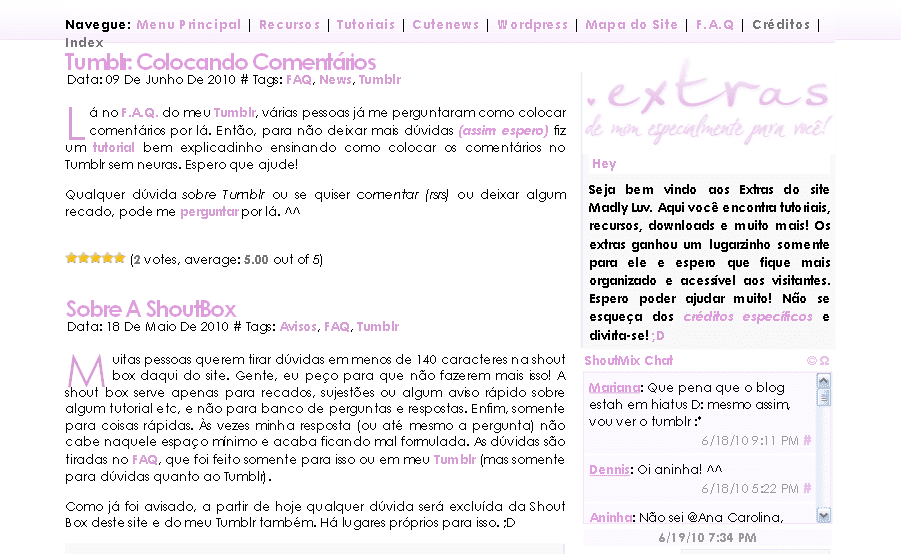 Navegue: Menu Principal | Recursos | Tutoriais | Cutenews | Wordpress | Mapa do Site | F.A.Q | Créditos |
Index
Tumblr: Colocando Comentários
Data: 09 De Junho De 2010 # Tags: FAQ, News, Tumblr
Lá no F.A.Q. do meu Tumblr, várias pessoas já me perguntaram como colocar
comentários por lá. Então, para não deixar mais dúvidas (assim espero) fiz
um tutorial bem explicadinho ensinando como colocar os comentários no
Tumblr sem neuras. Espero que ajude!
Qualquer dúvida sobre Tumblr ou se quiser comentar (rsrs) ou deixar algum
recado, pode me perguntar por lá. ^^
(2 votes, average: 5.00 out of 5)
Sobre A ShoutBox
Data: 18 De Maio De 2010 # Tags: Avisos, FAQ, Tumblr
Muitas pessoas querem tirar dúvidas em menos de 140 caracteres na shout
box daqui do site. Gente, eu peço para que não fazerem mais isso! A
shout box serve apenas para recados, sujestões ou algum aviso rápido sobre
algum tutorial etc, e não para banco de perguntas e respostas. Enfim, somente
para coisas rápidas. Às vezes minha resposta (ou até mesmo a pergunta) não
cabe naquele espaço mínimo e acaba ficando mal formulada. As dúvidas são
tiradas no FAQ, que foi feito somente para isso ou em meu Tumblr (mas somente
para dúvidas quanto ao Tumblr).
Como já foi avisado, a partir de hoje qualquer dúvida será excluída da Shout
Box deste site e do meu Tumblr também. Há lugares próprios para isso. ;D
♥.extras
de mim especialmente para você!
Hey
Seja bem vindo aos Extras do site
Madly Luv. Aqui você encontra tutoriais,
recursos, downloads e muito mais! Os
extras ganhou um lugarzinho somente
para ele e espero que fique mais
organizado e acessível aos visitantes.
Espero poder ajudar muito! Não se
esqueça dos créditos específicos e
divirta-se! ;D
ShoutMix Chat © Ω
Mariana: Que pena que o blog
estah em hiatus D: mesmo assim,
vou ver o tumblr :*
6/18/10 9:11 PM #
Dennis: Oi aninha! ^^
6/18/10 5:22 PM #
Aninha: Não sei @Ana Carolina,
6/19/10 7:34 PM